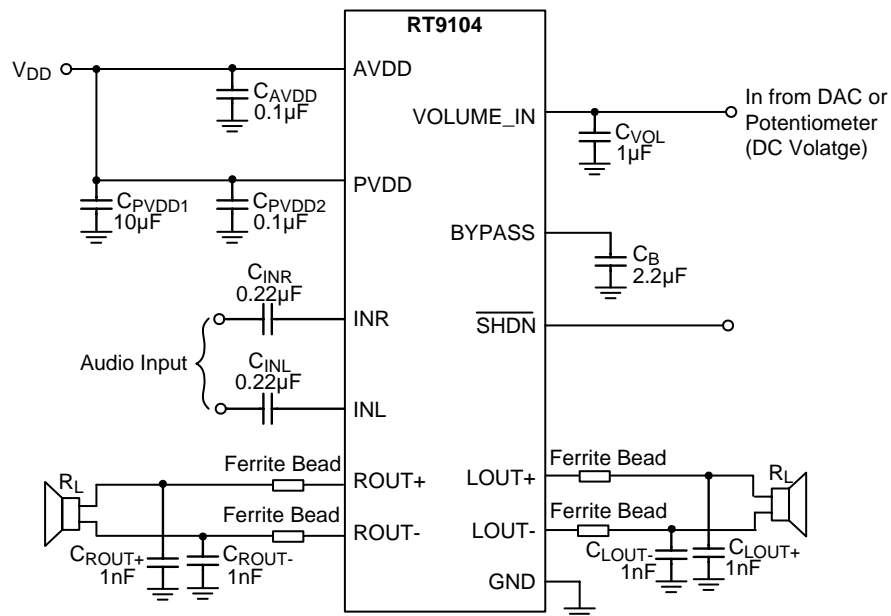 RT9104
VDD
AVDD
CAVDD
0.1µF
PVDD
CPVDD1
10µF
CPVDD2
0.1µF
CINR
0.22µF
INR
Audio Input
CINL
0.22µF
INL
Ferrite Bead
RL
ROUT+
Ferrite Bead
ROUT-
CROUT+
1nF
CROUT-
1nF
VOLUME_IN
CVOL
1µF
In from DAC or
Potentiometer
(DC Volatge)
BYPASS
CB
2.2µF
SHDN
Ferrite Bead
LOUT+
RL
Ferrite Bead
LOUT-
CLOUT-
1nF
CLOUT+
1nF
GND